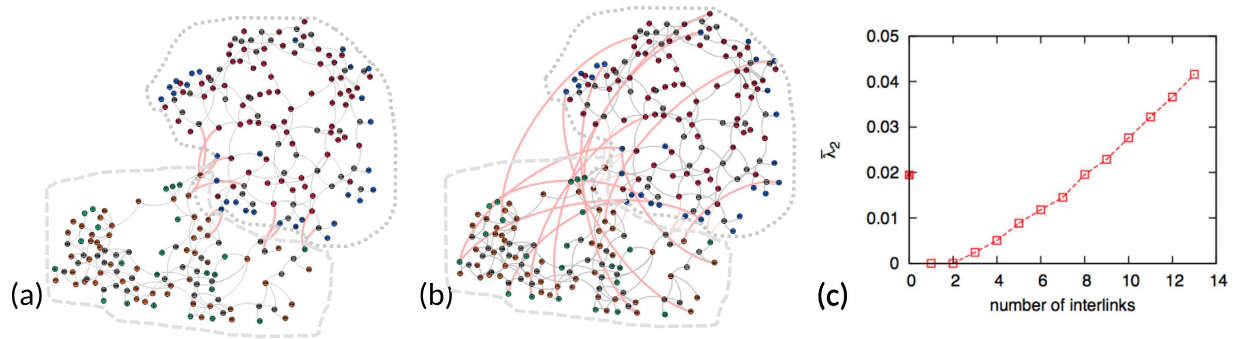 (a)
(b)
(c)
0.05
0.04
0.03
0.02
0.01
0
λ̄₂
0 2 4 6 8 10 12 14
number of interlinks